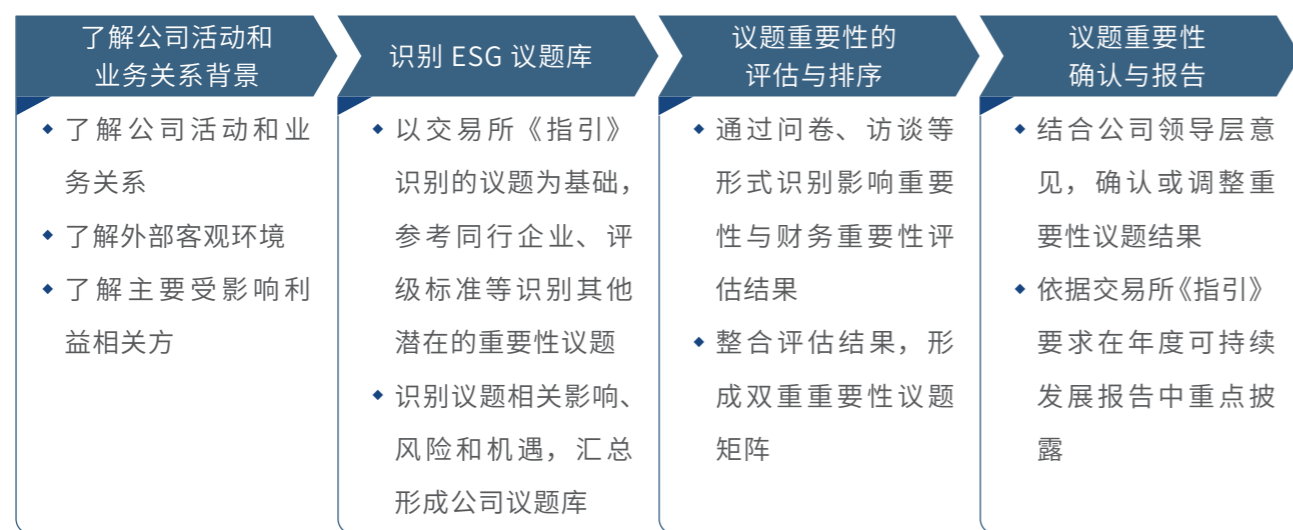 了解公司活动和
业务关系背景
◆ 了解公司活动和业
务关系
◆ 了解外部客观环境
◆ 了解主要受影响利
益相关方
识别 ESG 议题库
◆ 以交易所《指引》
识别的议题为基础，
参考同行企业、评
级标准等识别其他
潜在的重要性议题
◆ 识别议题相关影响、
风险和机遇，汇总
形成公司议题库
议题重要性的
评估与排序
◆ 通过问卷、访谈等
形式识别影响重要
性与财务重要性评
估结果
◆ 整合评估结果，形
成双重重要性议题
矩阵
议题重要性
确认与报告
◆ 结合公司领导层意
见，确认或调整重
要性议题结果
◆ 依据交易所《指引》
要求在年度可持续
发展报告中重点披
露